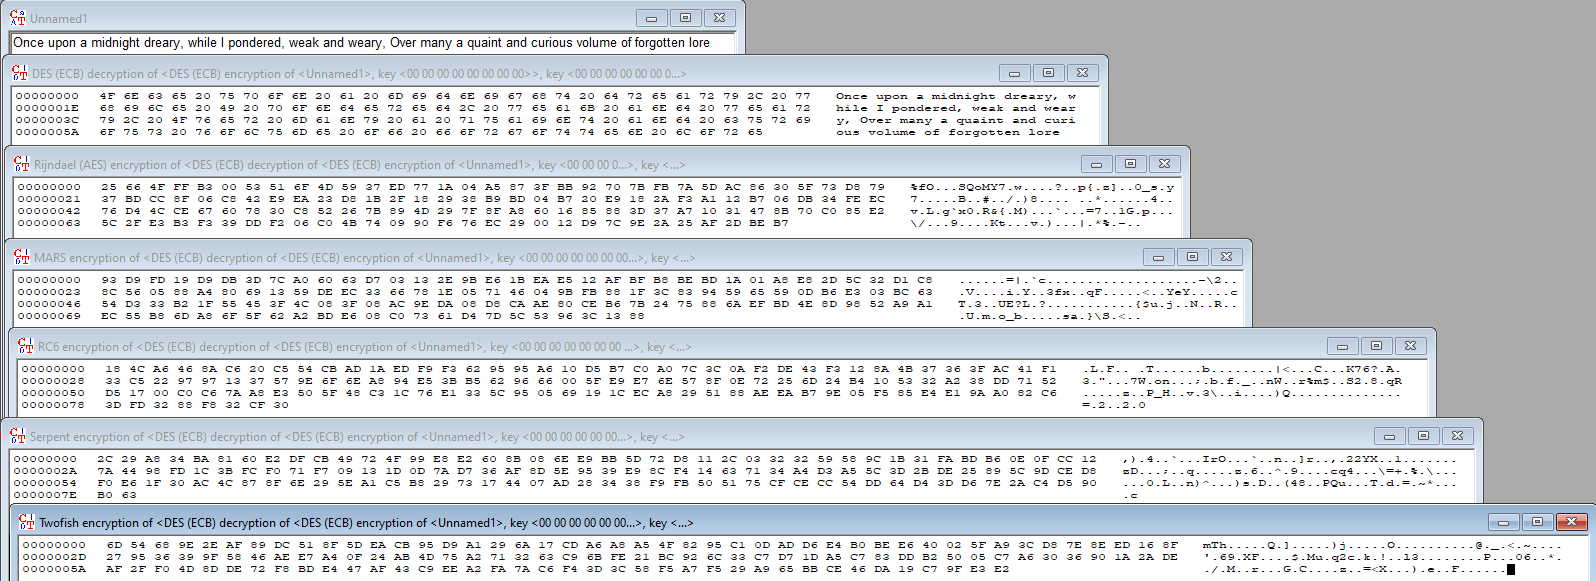 Unnamed1
Once upon a midnight dreary, while I pondered, weak and weary, Over many a quaint and curious volume of forgotten lore
DES (ECB) decryption of <DES (ECB) encryption of <Unnamed1>, key <00 00 00 00 00 00 00 00>>, key <00 00 00 00 00 00 0...>
00000000 4F 6E 63 65 20 75 70 6F 6E 20 61 20 6D 69 64 6E 69 67 68 74 20 64 72 65 61 72 79 2C 20 77 Once upon a midnight dreary, w
0000001E 68 69 6C 65 20 49 20 70 6F 6E 64 65 72 65 64 2C 20 77 65 61 6B 20 61 6E 64 20 77 65 61 72 hile I pondered, weak and wear
0000003C 79 2C 20 4F 76 65 72 20 6D 61 6E 79 20 61 20 71 75 61 69 6E 74 20 61 6E 64 20 63 75 72 69 y, Over many a quaint and curi
0000005A 6F 75 73 20 76 6F 6C 75 6D 65 20 6F 66 20 66 6F 72 67 6F 74 74 65 6E 20 6C 6F 72 65 ous volume of forgotten lore
Rijndael (AES) encryption of <DES (ECB) decryption of <DES (ECB) encryption of <Unnamed1>, key <00 00 00 0...>, key <...>
00000000 25 66 4F FF B3 00 53 51 6F 4D 59 37 ED 77 1A 04 A5 87 3F BB 92 70 7B FB 7A 5D AC 86 30 5F 73 D8 79 %fO...SQoMY7.w....?..p{.z]..0_s.y
00000021 37 BD CC 8F 06 C8 42 E9 EA 23 D8 1B 2F 18 29 38 B9 BD 04 B7 20 E9 18 2A F3 A1 12 B7 06 DB 34 FE EC 7.....B..#../.)8.... ..*......4..
00000042 76 D4 4C CE 67 60 78 30 C8 52 26 7B 89 4D 29 7F 8F A8 60 16 85 88 3D 37 A7 10 31 47 8B 70 C0 85 E2 v.L.g`x0.R&{.M)...`...=7..1G.p...
00000063 5C 2F E3 B3 F3 39 DD F2 06 C0 4B 74 09 90 F6 76 EC 29 00 12 D9 7C 9E 2A 25 AF 2D BE B7 \/...9....Kt...v.)...|.*%.-..
MARS encryption of <DES (ECB) decryption of <DES (ECB) encryption of <Unnamed1>, key <00 00 00 00 00 00 00...>, key <...>
00000000 93 D9 FD 19 D9 DB 3D 7C A0 60 63 D7 03 13 2E 9B E6 1B EA E5 12 AF BF B8 BE BD 1A 01 A8 E8 2D 5C 32 D1 C8 ......=|.`c...................-\2..
00000023 8C 56 05 88 A4 80 69 13 59 DE EC 33 66 78 1E 05 71 46 04 9B FB 88 1F 3C 83 94 59 65 59 0D B6 E3 03 BC 63 .V....i.Y..3fx..qF.....<..YeY.....c
00000046 54 D3 33 B2 1F 55 45 3F 4C 08 3F 08 AC 9E DA 08 D8 CA AE 80 CE B6 7B 24 75 88 6A EF BD 4E 8D 98 52 A9 A1 T.3..UE?L.?...........{$u.j..N..R..
00000069 EC 55 B8 6D A8 6F 5F 62 A2 BD E6 08 C0 73 61 D4 7D 5C 53 96 3C 13 88 .U.m.o_b.....sa.}\S.<..
RC6 encryption of <DES (ECB) decryption of <DES (ECB) encryption of <Unnamed1>, key <00 00 00 00 00 00 00 ...>, key <...>
00000000 18 4C A6 46 8A C6 20 C5 54 CB AD 1A ED F9 F3 62 95 95 A6 10 D5 B7 C0 A0 7C 3C 0A F2 DE 43 F3 12 8A 4B 37 36 3F AC 41 F1 .L.F.. .T......b........|<...C...K76?.A.
00000028 33 C5 22 97 97 13 37 57 9E 6F 6E A8 94 E5 3B B5 62 96 66 00 5F E9 E7 6E 57 8F 0E 72 25 6D 24 B4 10 53 32 A2 38 DD 71 52 3."...7W.on...;.b.f._..nW..r%m$..S2.8.qR
00000050 D5 17 00 C0 C6 7A A8 E3 50 5F 48 C3 1C 76 E1 33 5C 95 05 69 19 1C EC A8 29 51 88 AE EA B7 9E 05 F5 85 E4 E1 9A A0 82 C6 .....z..P_H..v.3\..i....)Q..............
00000078 3D FD 32 88 F8 32 CF 30 =.2..2.0
Serpent encryption of <DES (ECB) decryption of <DES (ECB) encryption of <Unnamed1>, key <00 00 00 00 00 00...>, key <...>
00000000 2C 29 A8 34 BA 81 60 E2 DF CB 49 72 4F 99 E8 E2 60 8B 08 6E E9 BB 5D 72 D8 11 2C 03 32 32 59 58 9C 1B 31 FA BD B6 0E 0F CC 12 ,).4..`...IrO...`..n..]r..,.22YX..1.......
0000002A 7A 44 98 FD 1C 3B FC F0 71 F7 09 13 1D 0D 7A D7 36 AF 8D 5E 95 39 E9 8C F4 14 63 71 34 A4 D3 A5 5C 3D 2B DE 25 89 5C 9D CE D8 zD...;..q.....z.6..^.9....cq4...\=+.%.\...
00000054 F0 E6 1F 30 AC 4C 87 8F 6E 29 5E A1 C5 B8 29 73 17 44 07 AD 28 34 38 F9 FB 50 51 75 CF CE CC 54 DD 64 D4 3D D6 7E 2A C4 D5 90 ...0.L..n)^...)s.D..(48..PQu...T.d.=.~*...
0000007E B0 63 .c
Twofish encryption of <DES (ECB) decryption of <DES (ECB) encryption of <Unnamed1>, key <00 00 00 00 00 00...>, key <...>
00000000 6D 54 68 9E 2E AF 89 DC 51 8F 5D EA CB 95 D9 A1 29 6A 17 CD A6 A8 A5 4F 82 95 C1 0D AD D6 E4 B0 BE E6 40 02 5F A9 3C D8 7E 8E ED 16 8F mTh.....Q.].....)j.....O..........@._.<.~....
0000002D 27 95 36 39 9F 58 46 AE E7 A4 0F 24 AB 4D 75 A2 71 32 63 C9 6B FE 21 BC 92 6C 33 C7 D7 1D A5 C7 83 DD B2 50 05 C7 A6 30 36 90 1A 2A DE '.69.XF....$.Mu.q2c.k.!..l3........P...06..*.
0000005A AF 2F F0 4D 8D DE 72 F8 BD E4 47 AF 43 C9 EE A2 FA 7A C6 F4 3D 3C 58 F5 A7 F5 29 A9 65 BB CE 46 DA 19 C7 9F E3 E2 ./.M..r...G.C....z..=<X...).e..F......